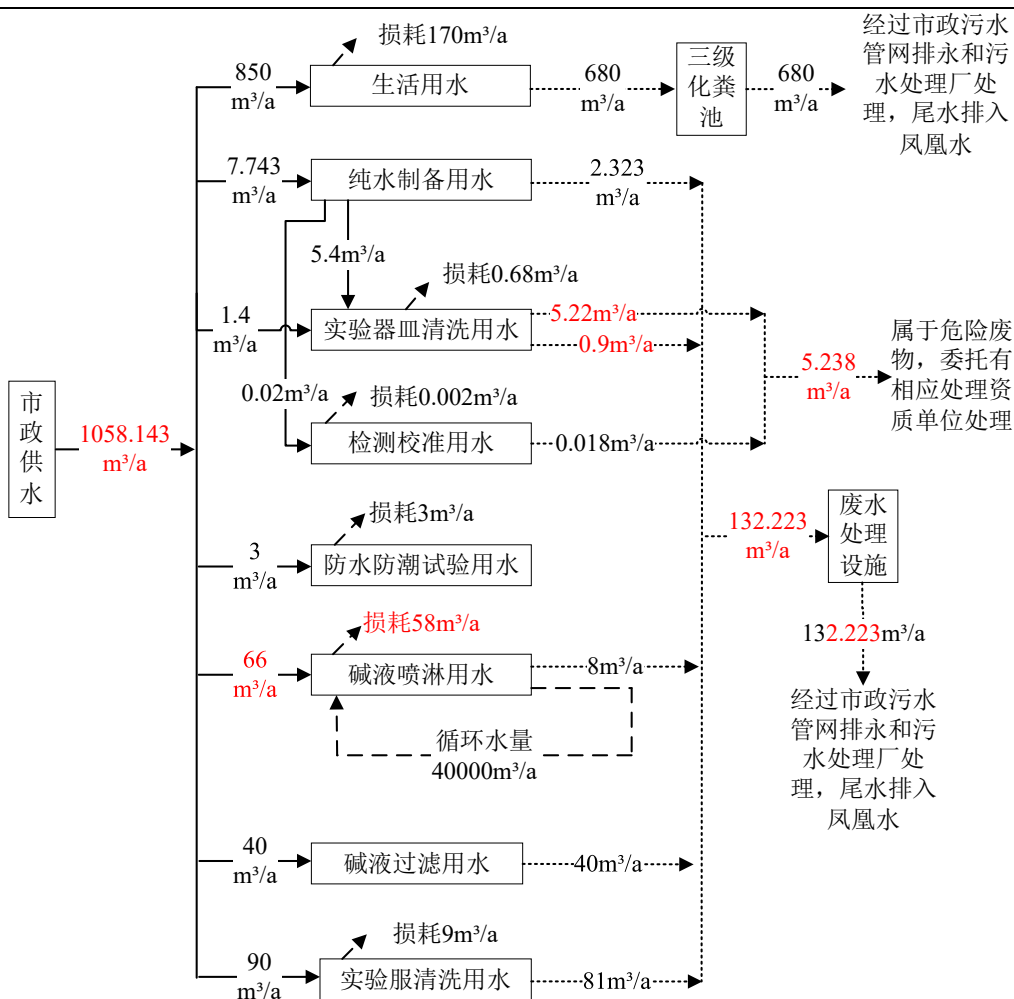 损耗170m³/a
850
m³/a
生活用水
680
m³/a
三级
化粪
池
680
m³/a
经过市政污水
管网排永和污
水处理厂处
理，尾水排入
凤凰水
7.743
m³/a
纯水制备用水
2.323
m³/a
5.4m³/a
损耗0.68m³/a
1.4
m³/a
实验器皿清洗用水
5.22m³/a
0.9m³/a
5.238
m³/a
属于危险废
物，委托有
相应处理资
质单位处理
0.02m³/a
损耗0.002m³/a
检测校准用水
0.018m³/a
市
政
供
水
1058.143
m³/a
损耗3m³/a
3
m³/a
防水防潮试验用水
132.223
m³/a
废水
处理
设施
132.223m³/a
经过市政污水
管网排永和污
水处理厂处
理，尾水排入
凤凰水
损耗58m³/a
66
m³/a
碱液喷淋用水
8m³/a
循环水量
40000m³/a
40
m³/a
碱液过滤用水
40m³/a
损耗9m³/a
90
m³/a
实验服清洗用水
81m³/a